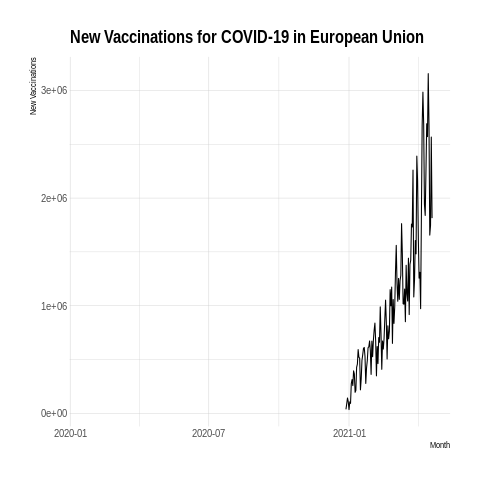 New Vaccinations for COVID-19 in European Union
New Vaccinations
3e+06
2e+06
1e+06
0e+00
2020-01 2020-07 2021-01
Month